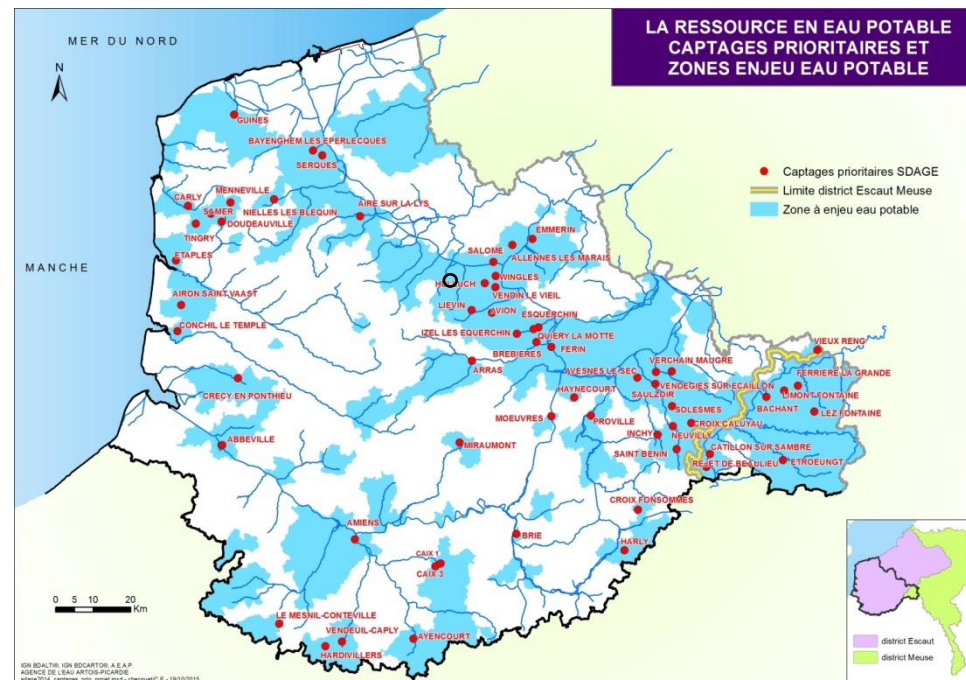 LA RESSOURCE EN EAU POTABLE
CAPTAGES PRIORITAIRES ET
ZONES ENJEU EAU POTABLE
MER DU NORD
N
MANCHE
Captages prioritaires SDAGE
Limite district Escaut Meuse
Zone à enjeu eau potable
GUINES
BAYENGHEM LES EPERLECQUES
SERQUES
MENNEVILLE
CARLY
SAMER
NIELLES LES BLEQUIN
AIRE SUR LA LYS
DOUDEAUVILLE
TINGRY
ETAPLES
EMMERIN
SALOME
ALLENNES LES MARAIS
WINGLES
VENDIN LE VIEIL
AIRON SAINT VAAST
LIEVIN
AVION
ESQUERCHIN
CONCHIL LE TEMPLE
IZEL LES EQUERCHIN
QUIERY LA MOTTE
BREBIERES
FERIN
VIEUX RENG
ARRAS
AVESNES LE SEC
VERCHAIN MAUGRE
FERRIERE LA GRANDE
CRECY EN PONTHIEU
HAYNECOURT
SAULZOIR
VENDEGIES SUR ECAILLON
LIMONT FONTAINE
BACHANT
LEZ FONTAINE
MOEUVRES
PROVILLE
SOLESMES
CROIX CALUYAU
ABBEVILLE
MIRAUMONT
INCHY
NEUVILLY
SAINT BENIN
CATILLON SUR SAMBRE
REJET DE BEAULIEU
ETROEUNGT
CROIX FONSOMMES
AMIENS
BRIE
HARLY
CAIX 1
CAIX 3
LE MESNIL-CONTEVILLE
VENDEUIL-CAPLY
AYENCOURT
HARDIVILLERS
0 5 10 20
Km
district Escaut
district Meuse
IGN BDALTI®, IGN BDCARTO®, A.E.A.P.
AGENCE DE L'EAU ARTOIS-PICARDIE